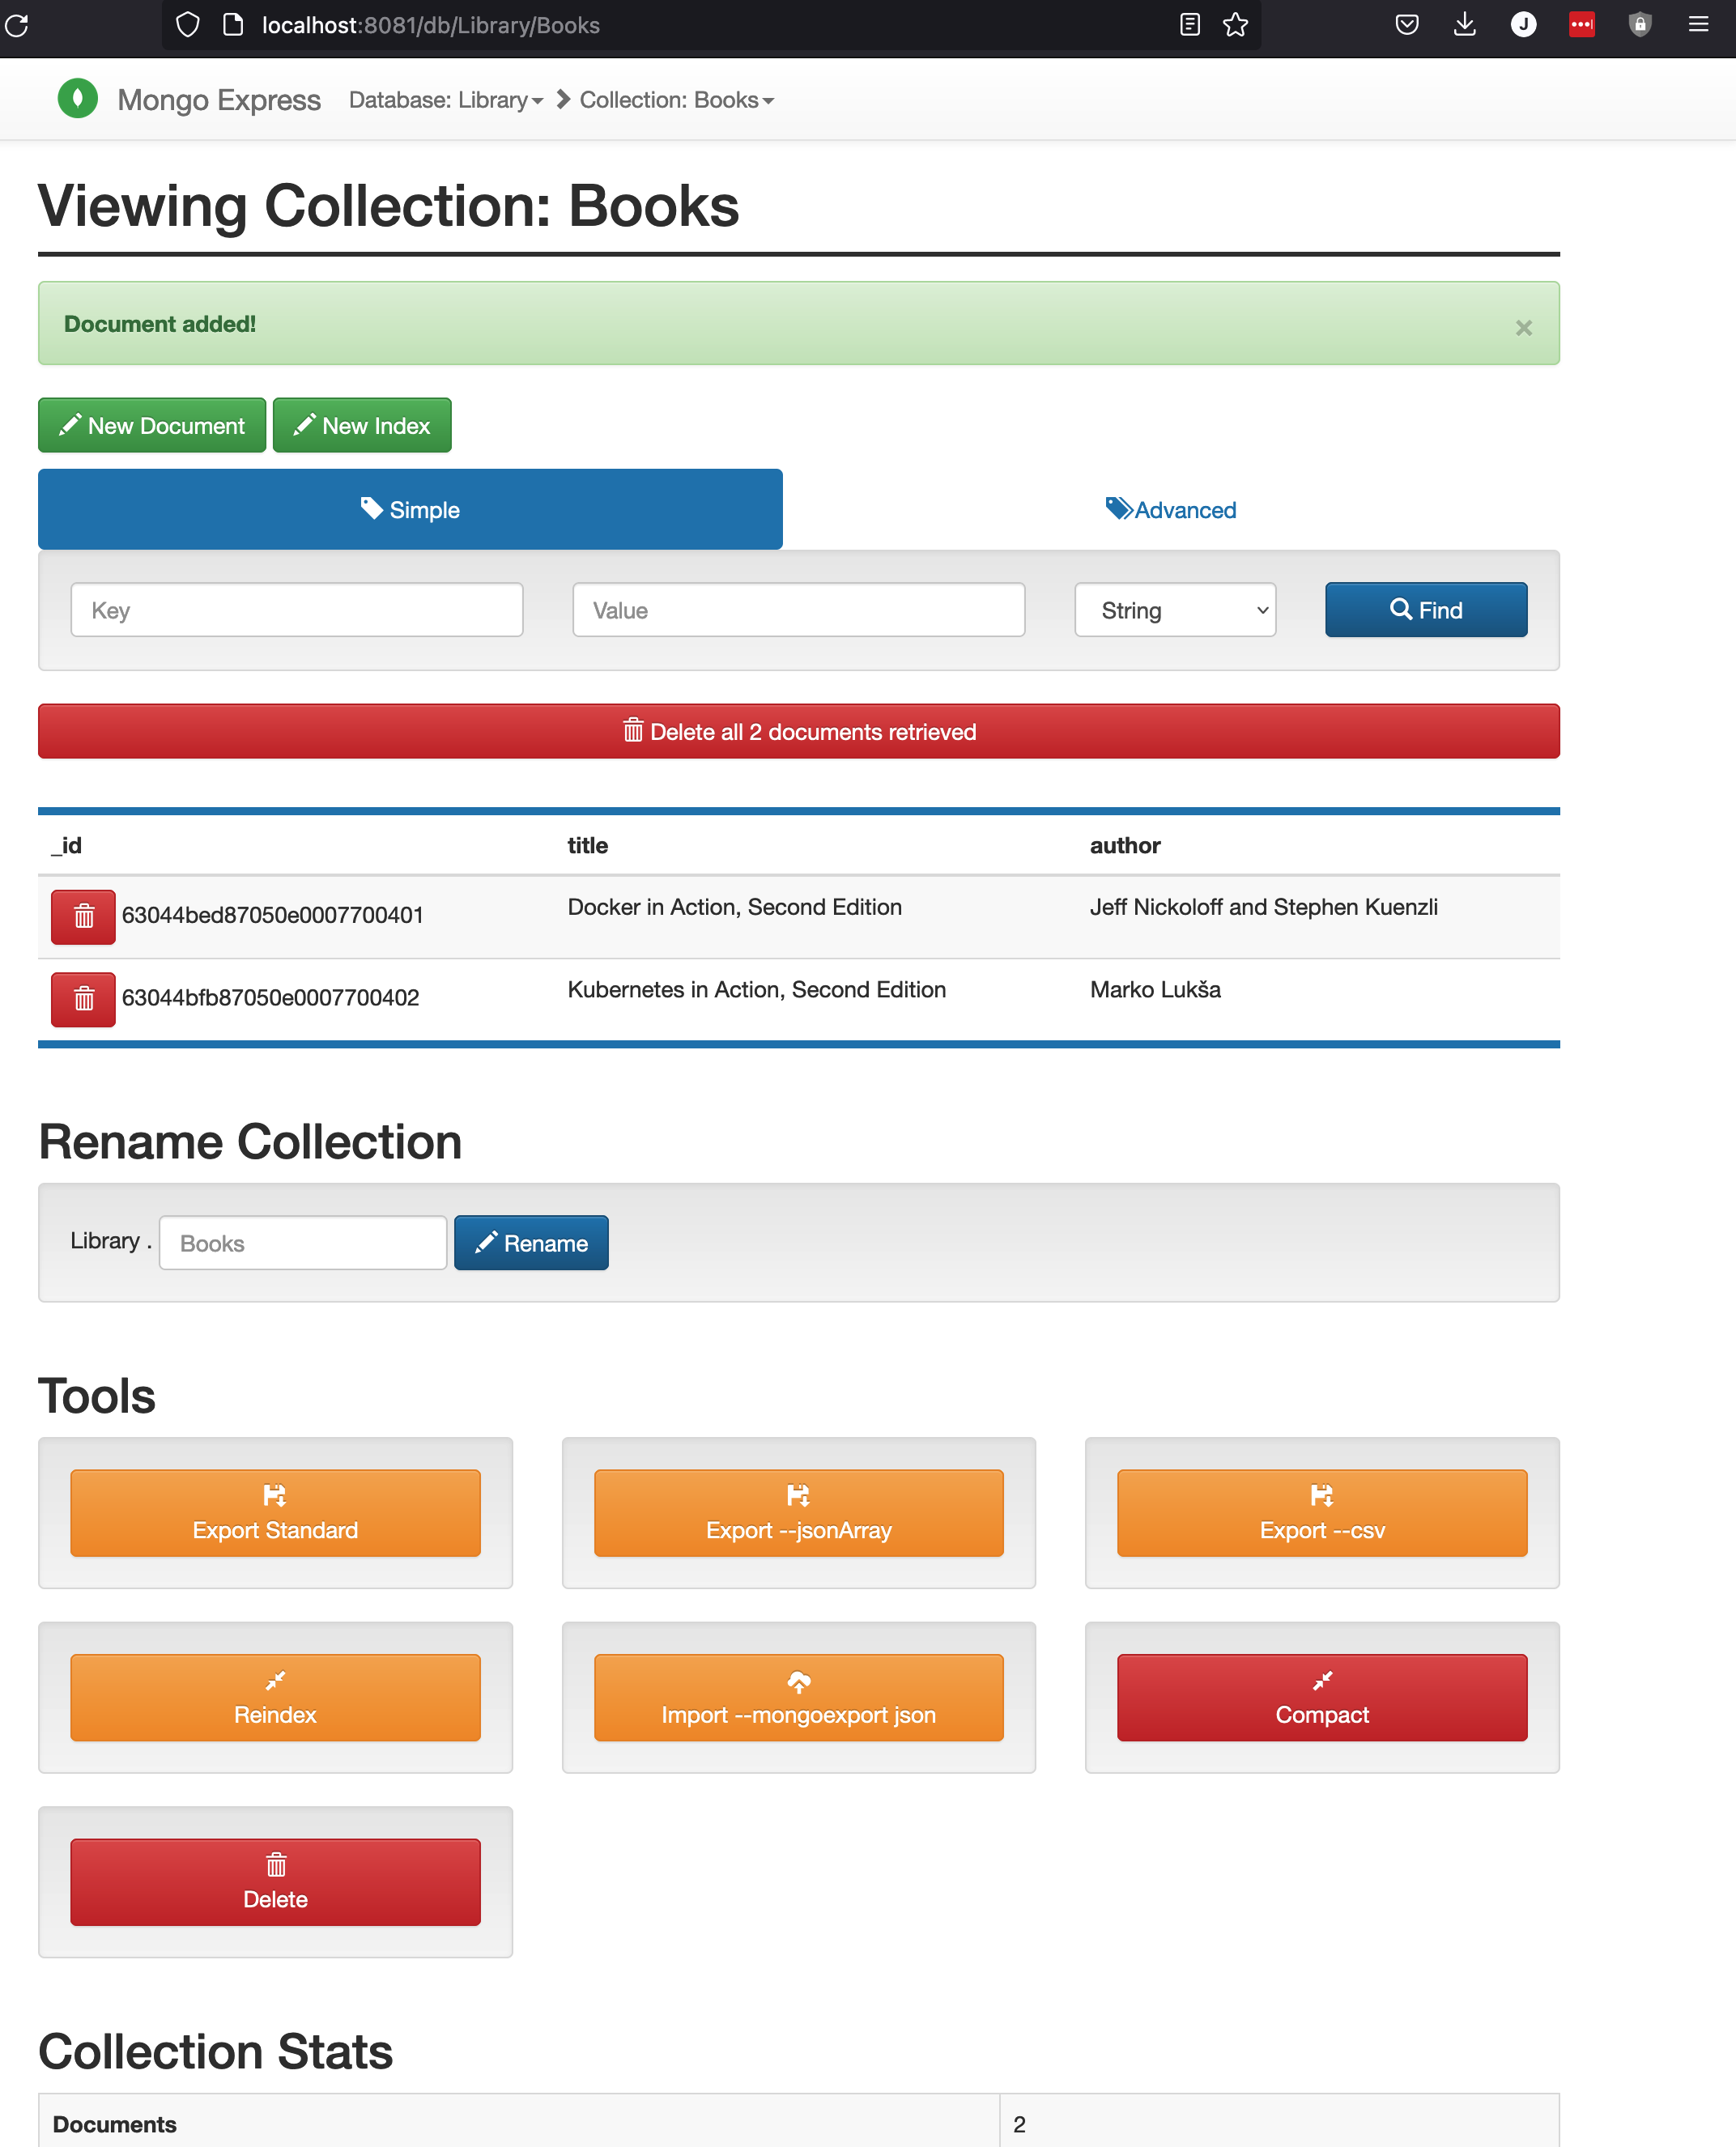 localhost:8081/db/Library/Books
J
Mongo Express Database: Library Collection: Books
Viewing Collection: Books
Document added! ×
New Document New Index
Simple Advanced
Key Value String Find
Delete all 2 documents retrieved
_id title author
63044bed87050e0007700401 Docker in Action, Second Edition Jeff Nickoloff and Stephen Kuenzli
63044bfb87050e0007700402 Kubernetes in Action, Second Edition Marko Lukša
Rename Collection
Library . Books Rename
Tools
Export Standard Export --jsonArray Export --csv
Reindex Import --mongoexport json Compact
Delete
Collection Stats
Documents 2